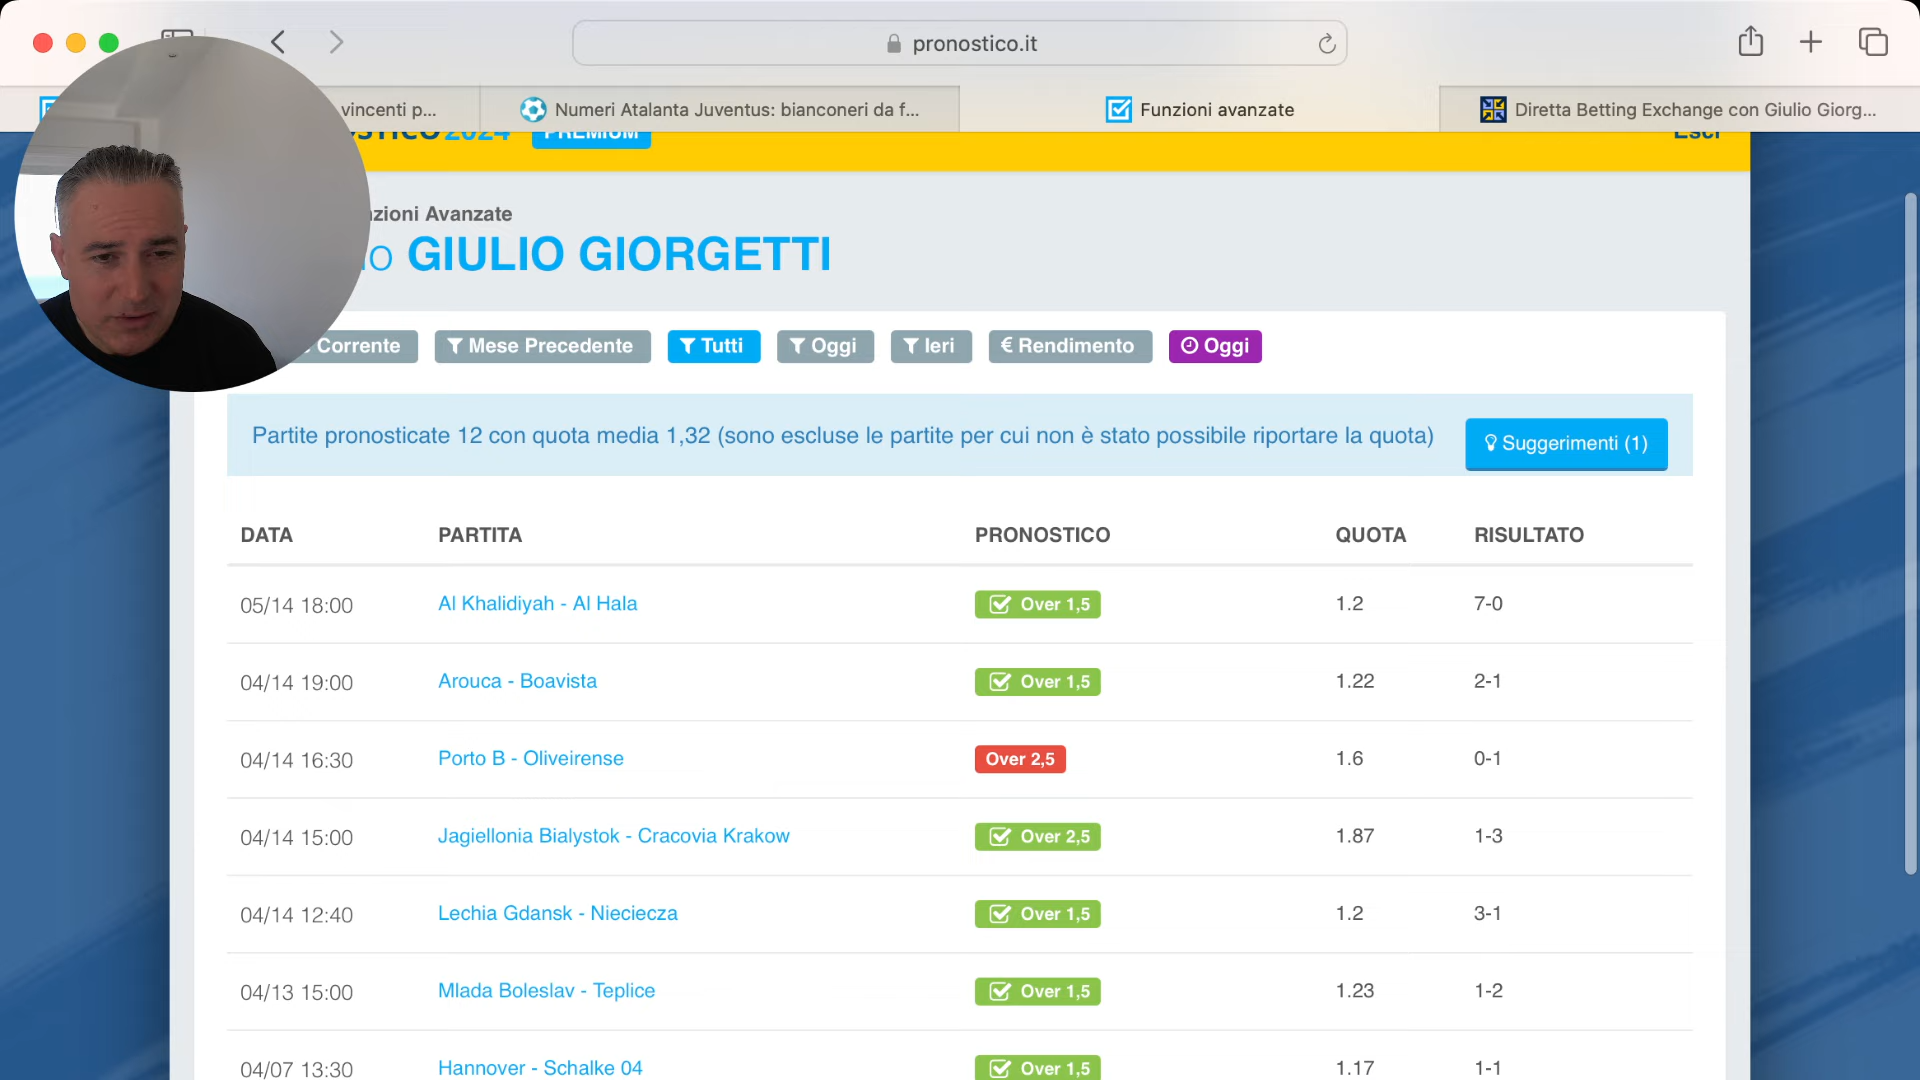 pronostico.it
vincenti p...
Numeri Atalanta Juventus: bianconeri da f...
Funzioni avanzate
Diretta Betting Exchange con Giulio Giorg...
2024
PREMIUM
Esci
Avanzate
GIULIO GIORGETTI
Corrente
Mese Precedente
Tutti
Oggi
Ieri
€ Rendimento
Oggi
Partite pronosticate 12 con quota media 1,32 (sono escluse le partite per cui non è stato possibile riportare la quota)
Suggerimenti (1)
DATA PARTITA PRONOSTICO QUOTA RISULTATO
05/14 18:00 Al Khalidiyah - Al Hala Over 1,5 1.2 7-0
04/14 19:00 Arouca - Boavista Over 1,5 1.22 2-1
04/14 16:30 Porto B - Oliveirense Over 2,5 1.6 0-1
04/14 15:00 Jagiellonia Bialystok - Cracovia Krakow Over 2,5 1.87 1-3
04/14 12:40 Lechia Gdansk - Nieciecza Over 1,5 1.2 3-1
04/13 15:00 Mlada Boleslav - Teplice Over 1,5 1.23 1-2
04/07 13:30 Hannover - Schalke 04 Over 1,5 1.17 1-1